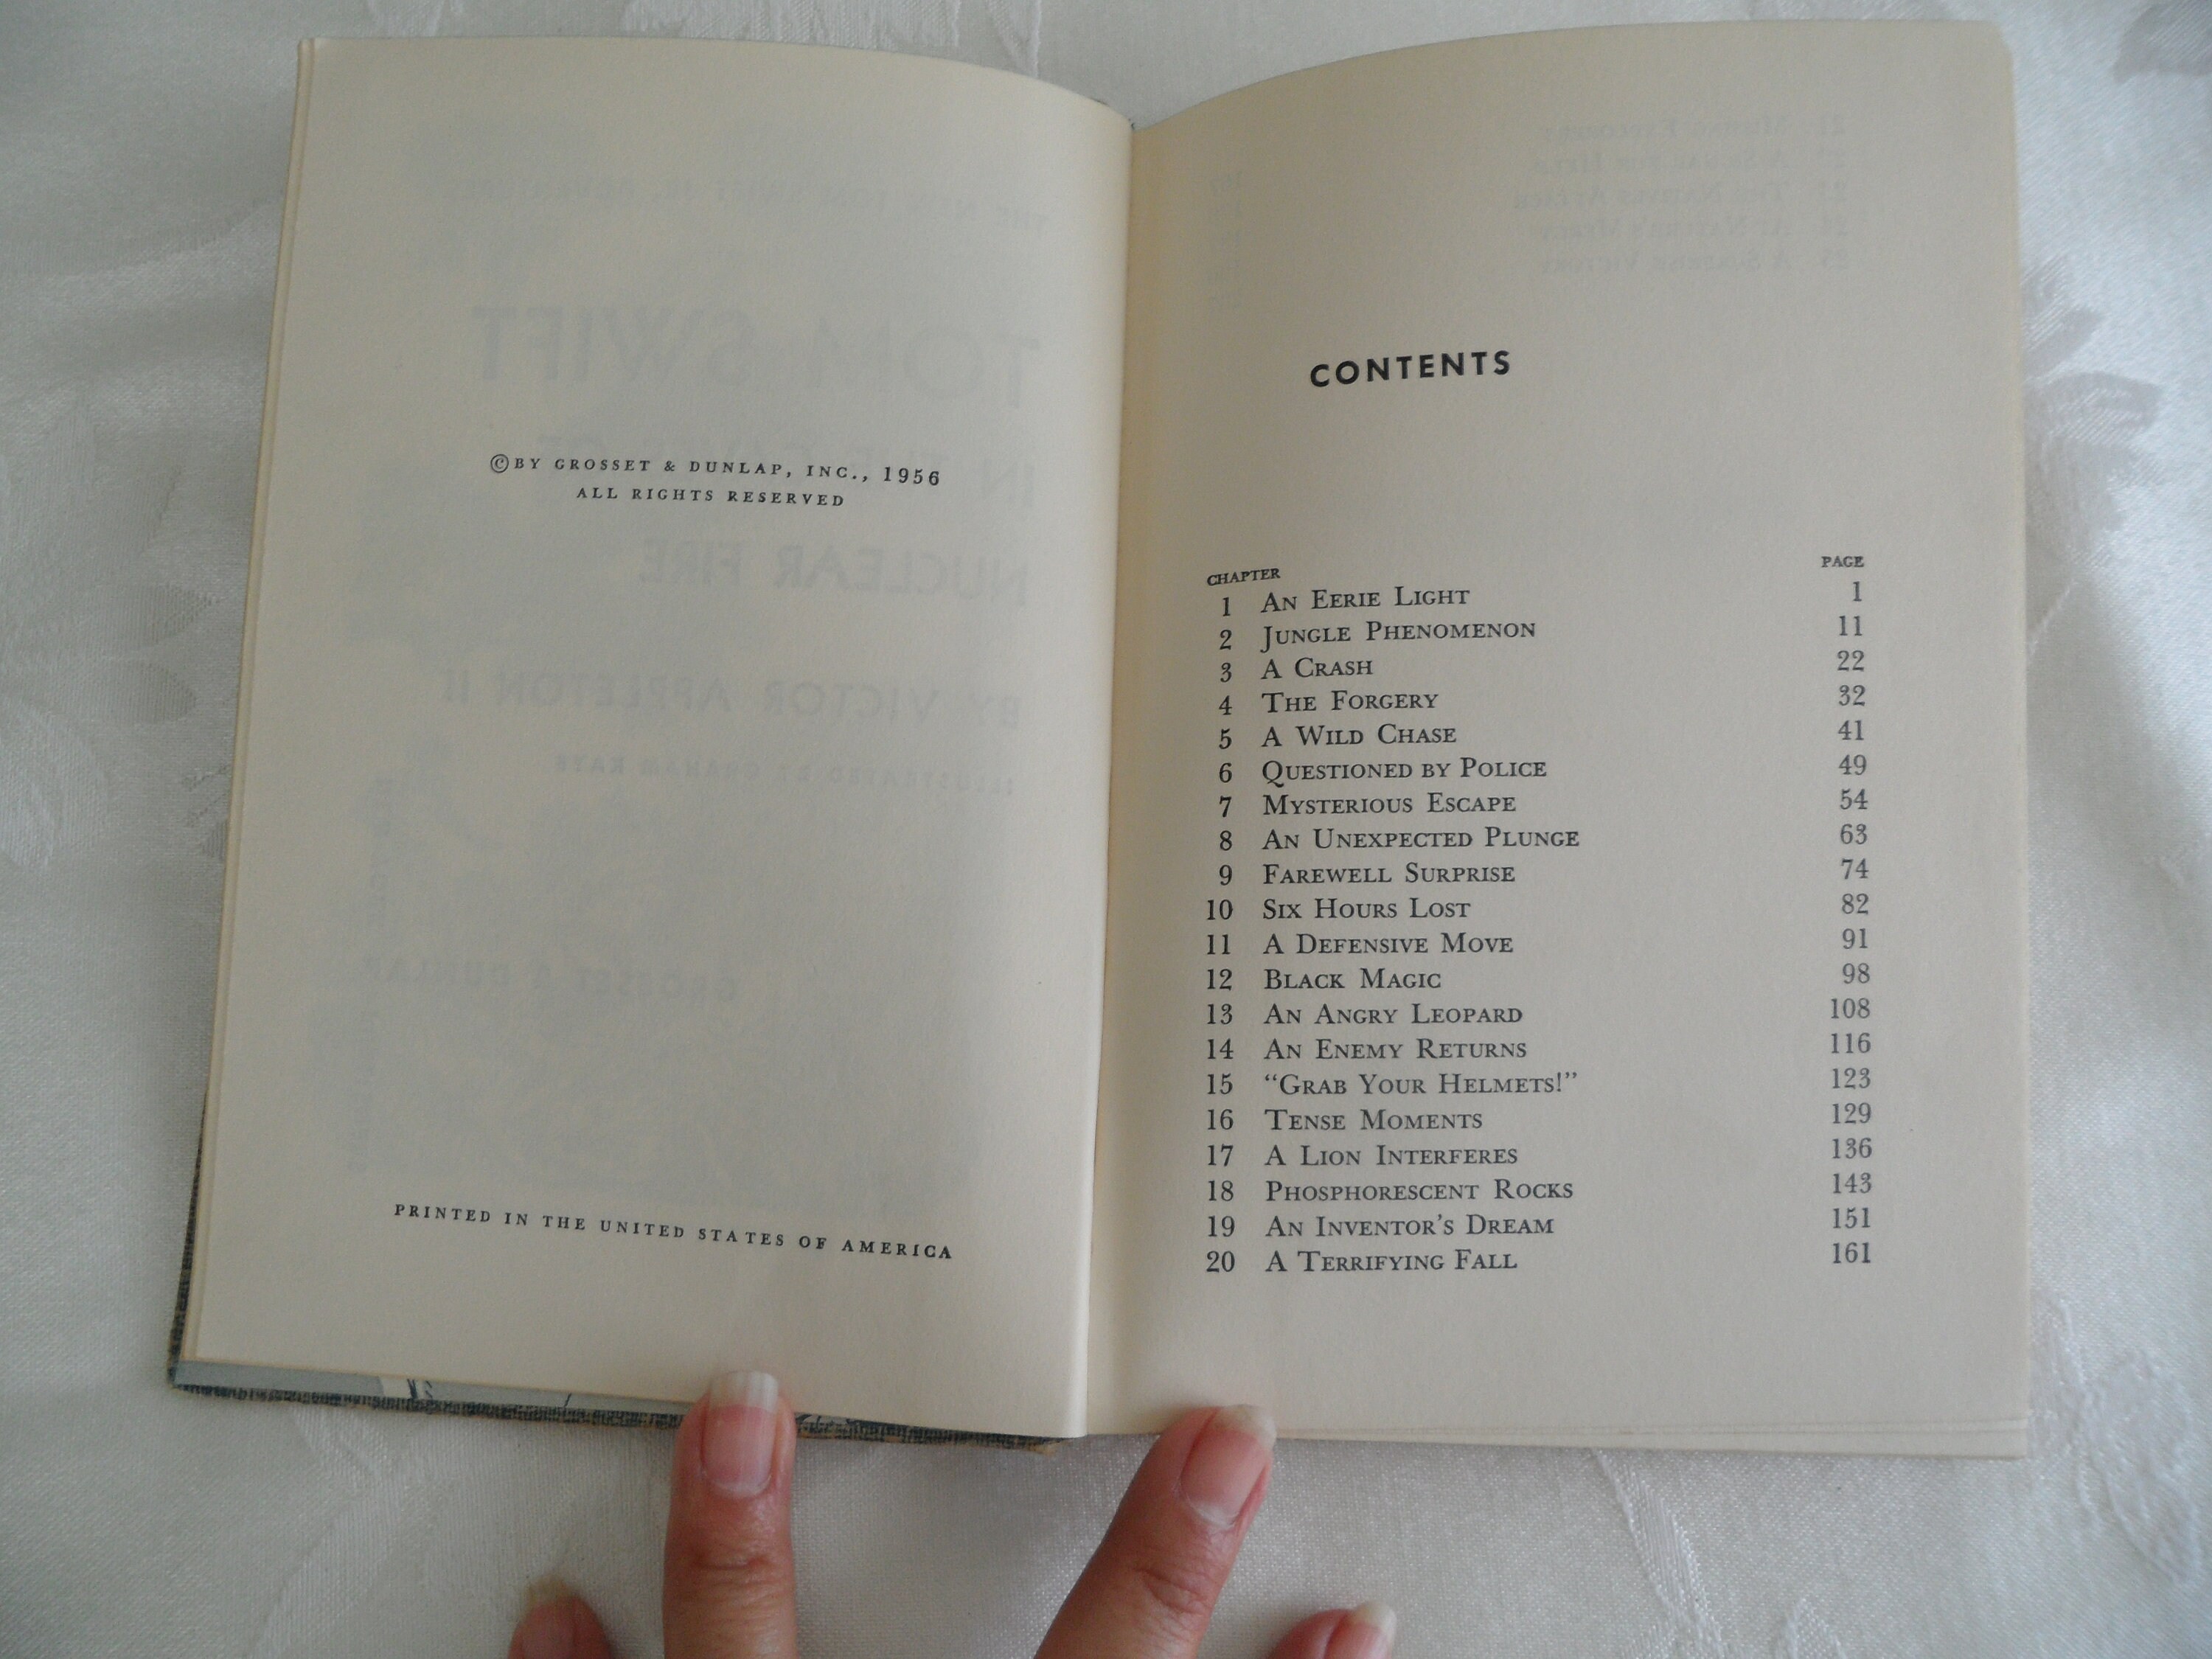 ©BY GROSSET & DUNLAP, INC., 1956
ALL RIGHTS RESERVED
PRINTED IN THE UNITED STATES OF AMERICA
CONTENTS
CHAPTER PAGE
1 AN EERIE LIGHT 1
2 JUNGLE PHENOMENON 11
3 A CRASH 22
4 THE FORGERY 32
5 A WILD CHASE 41
6 QUESTIONED BY POLICE 49
7 MYSTERIOUS ESCAPE 54
8 AN UNEXPECTED PLUNGE 63
9 FAREWELL SURPRISE 74
10 SIX HOURS LOST 82
11 A DEFENSIVE MOVE 91
12 BLACK MAGIC 98
13 AN ANGRY LEOPARD 108
14 AN ENEMY RETURNS 116
15 “GRAB YOUR HELMETS!” 123
16 TENSE MOMENTS 129
17 A LION INTERFERES 136
18 PHOSPHORESCENT ROCKS 143
19 AN INVENTOR’S DREAM 151
20 A TERRIFYING FALL 161